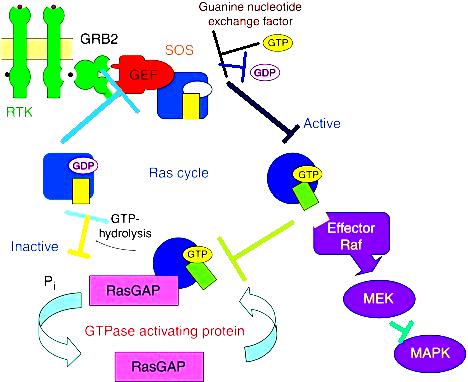 Guanine nucleotide
exchange factor
GRB2
SOS
GTP
GEF
GDP
RTK
Active
GDP
Ras cycle
GTP
GTP-
hydrolysis
Effector
Raf
Inactive
GTP
Pi
RasGAP
MEK
GTPase activating protein
MAPK
RasGAP